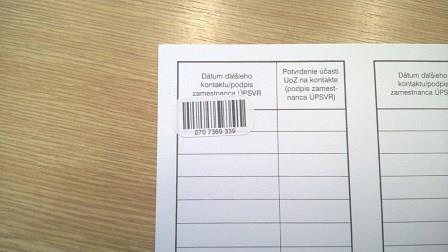 Dátum ďalšieho
kontaktu/podpis
zamestnanca ÚPSVR
Potvrdenie účasti
UoZ na kontakte
(podpis zamest-
nanca ÚPSVR)
Dátum ďalšieho
kontaktu/podpis
zamestnanca ÚPSVR
070 7369 339